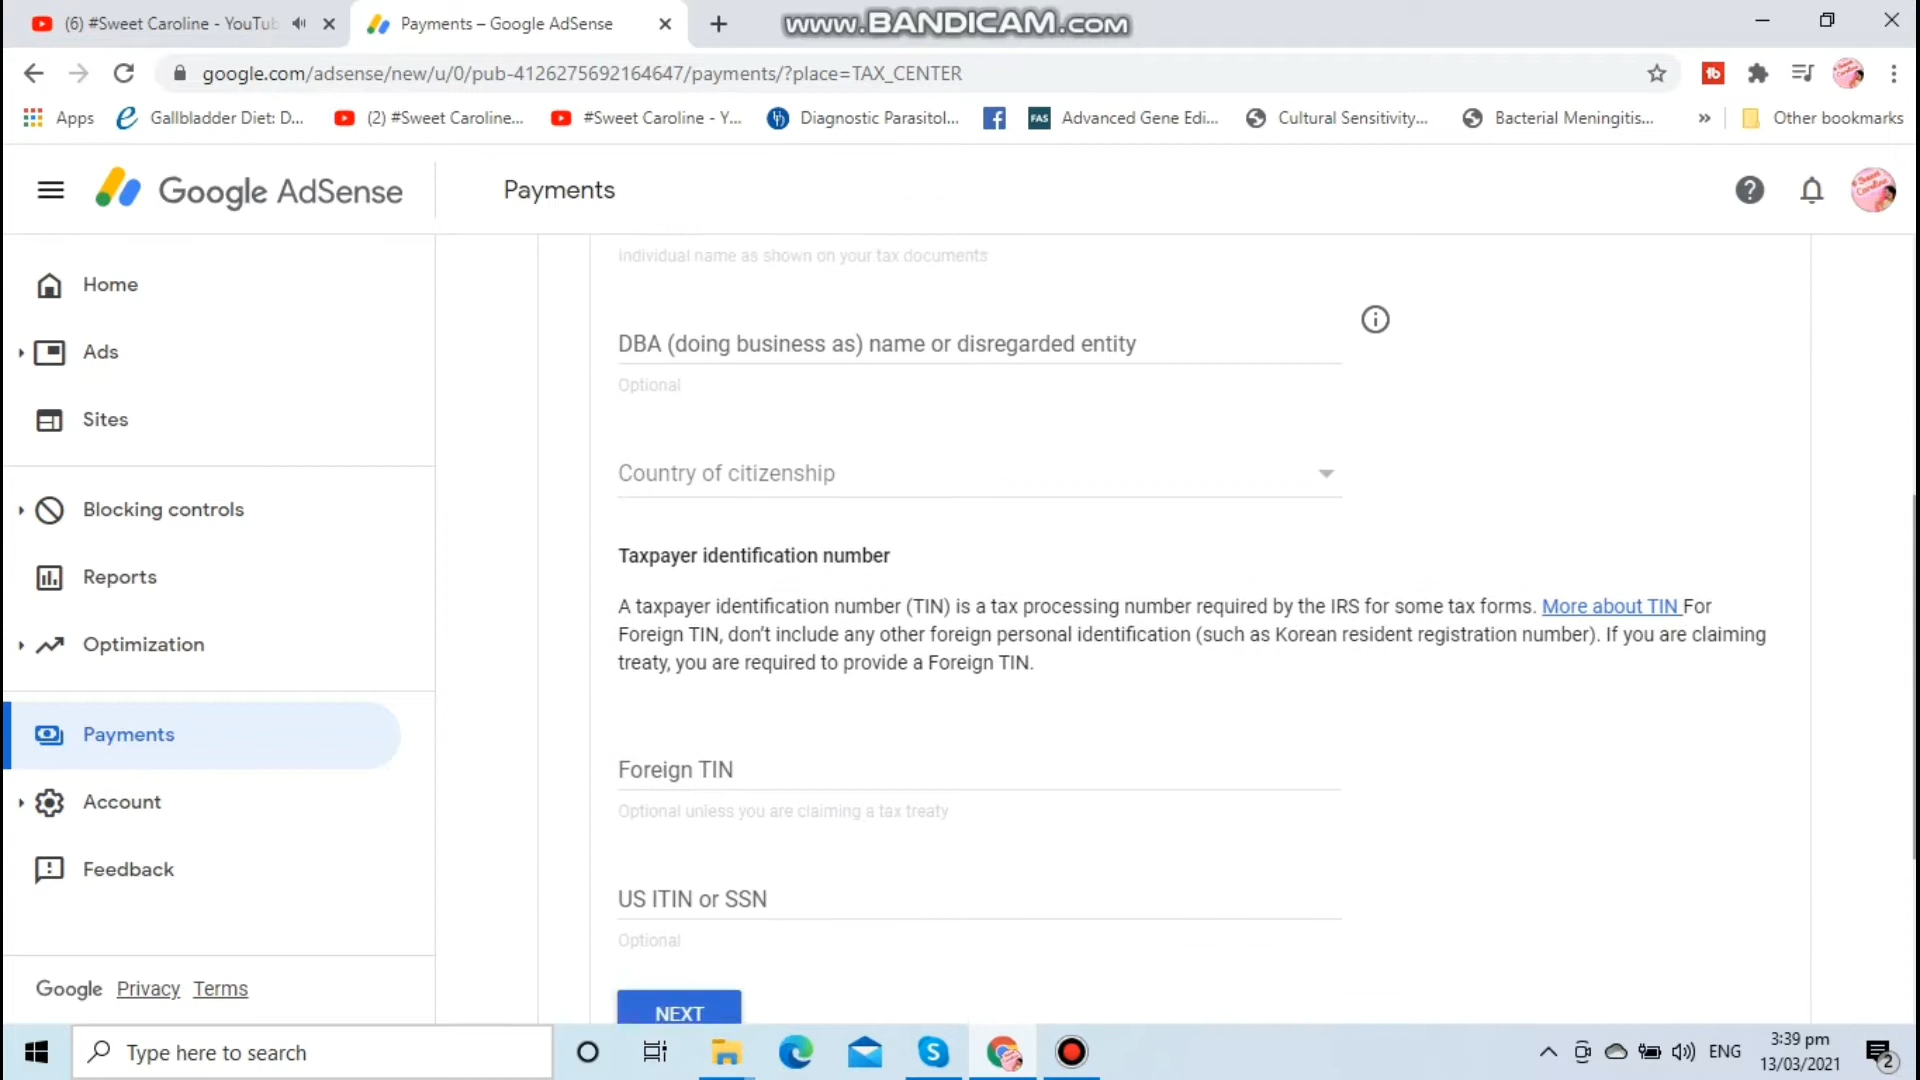 (6) #Sweet Caroline - YouTub
Payments – Google AdSense
www.BANDICAM.com
google.com/adsense/new/u/0/pub-4126275692164647/payments/?place=TAX_CENTER
Apps
Gallbladder Diet: D...
(2) #Sweet Caroline...
#Sweet Caroline - Y...
Diagnostic Parasitol...
FAS
Advanced Gene Edi...
Cultural Sensitivity...
Bacterial Meningitis...
»
Other bookmarks
Google AdSense
Payments
Sweet Caroline
Home
Ads
Sites
Blocking controls
Reports
Optimization
Payments
Account
Feedback
Google Privacy Terms
Individual name as shown on your tax documents
DBA (doing business as) name or disregarded entity
Optional
Country of citizenship
Taxpayer identification number
A taxpayer identification number (TIN) is a tax processing number required by the IRS for some tax forms. More about TIN For
Foreign TIN, don't include any other foreign personal identification (such as Korean resident registration number). If you are claiming
treaty, you are required to provide a Foreign TIN.
Foreign TIN
Optional unless you are claiming a tax treaty
US ITIN or SSN
Optional
NEXT
Type here to search
ENG
3:39 pm
13/03/2021
2